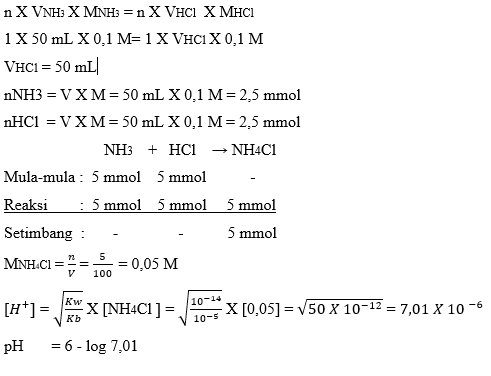 n X VNH3 X MNH3 = n X VHCl X MHCl
1 X 50 mL X 0,1 M= 1 X VHCl X 0,1 M
VHCl = 50 mL
nNH3 = V X M = 50 mL X 0,1 M = 2,5 mmol
nHCl = V X M = 50 mL X 0,1 M = 2,5 mmol
NH3 + HCl → NH4Cl
Mula-mula : 5 mmol 5 mmol -
Reaksi : 5 mmol 5 mmol 5 mmol
Setimbang : - - 5 mmol
MNH4Cl = n/V = 5/100 = 0,05 M
[H⁺] = √(Kw/Kb) X [NH4Cl ] = √(10⁻¹⁴/10⁻⁵) X [0,05] = √(50 X 10⁻¹²) = 7,01 X 10 ⁻⁶
pH = 6 - log 7,01